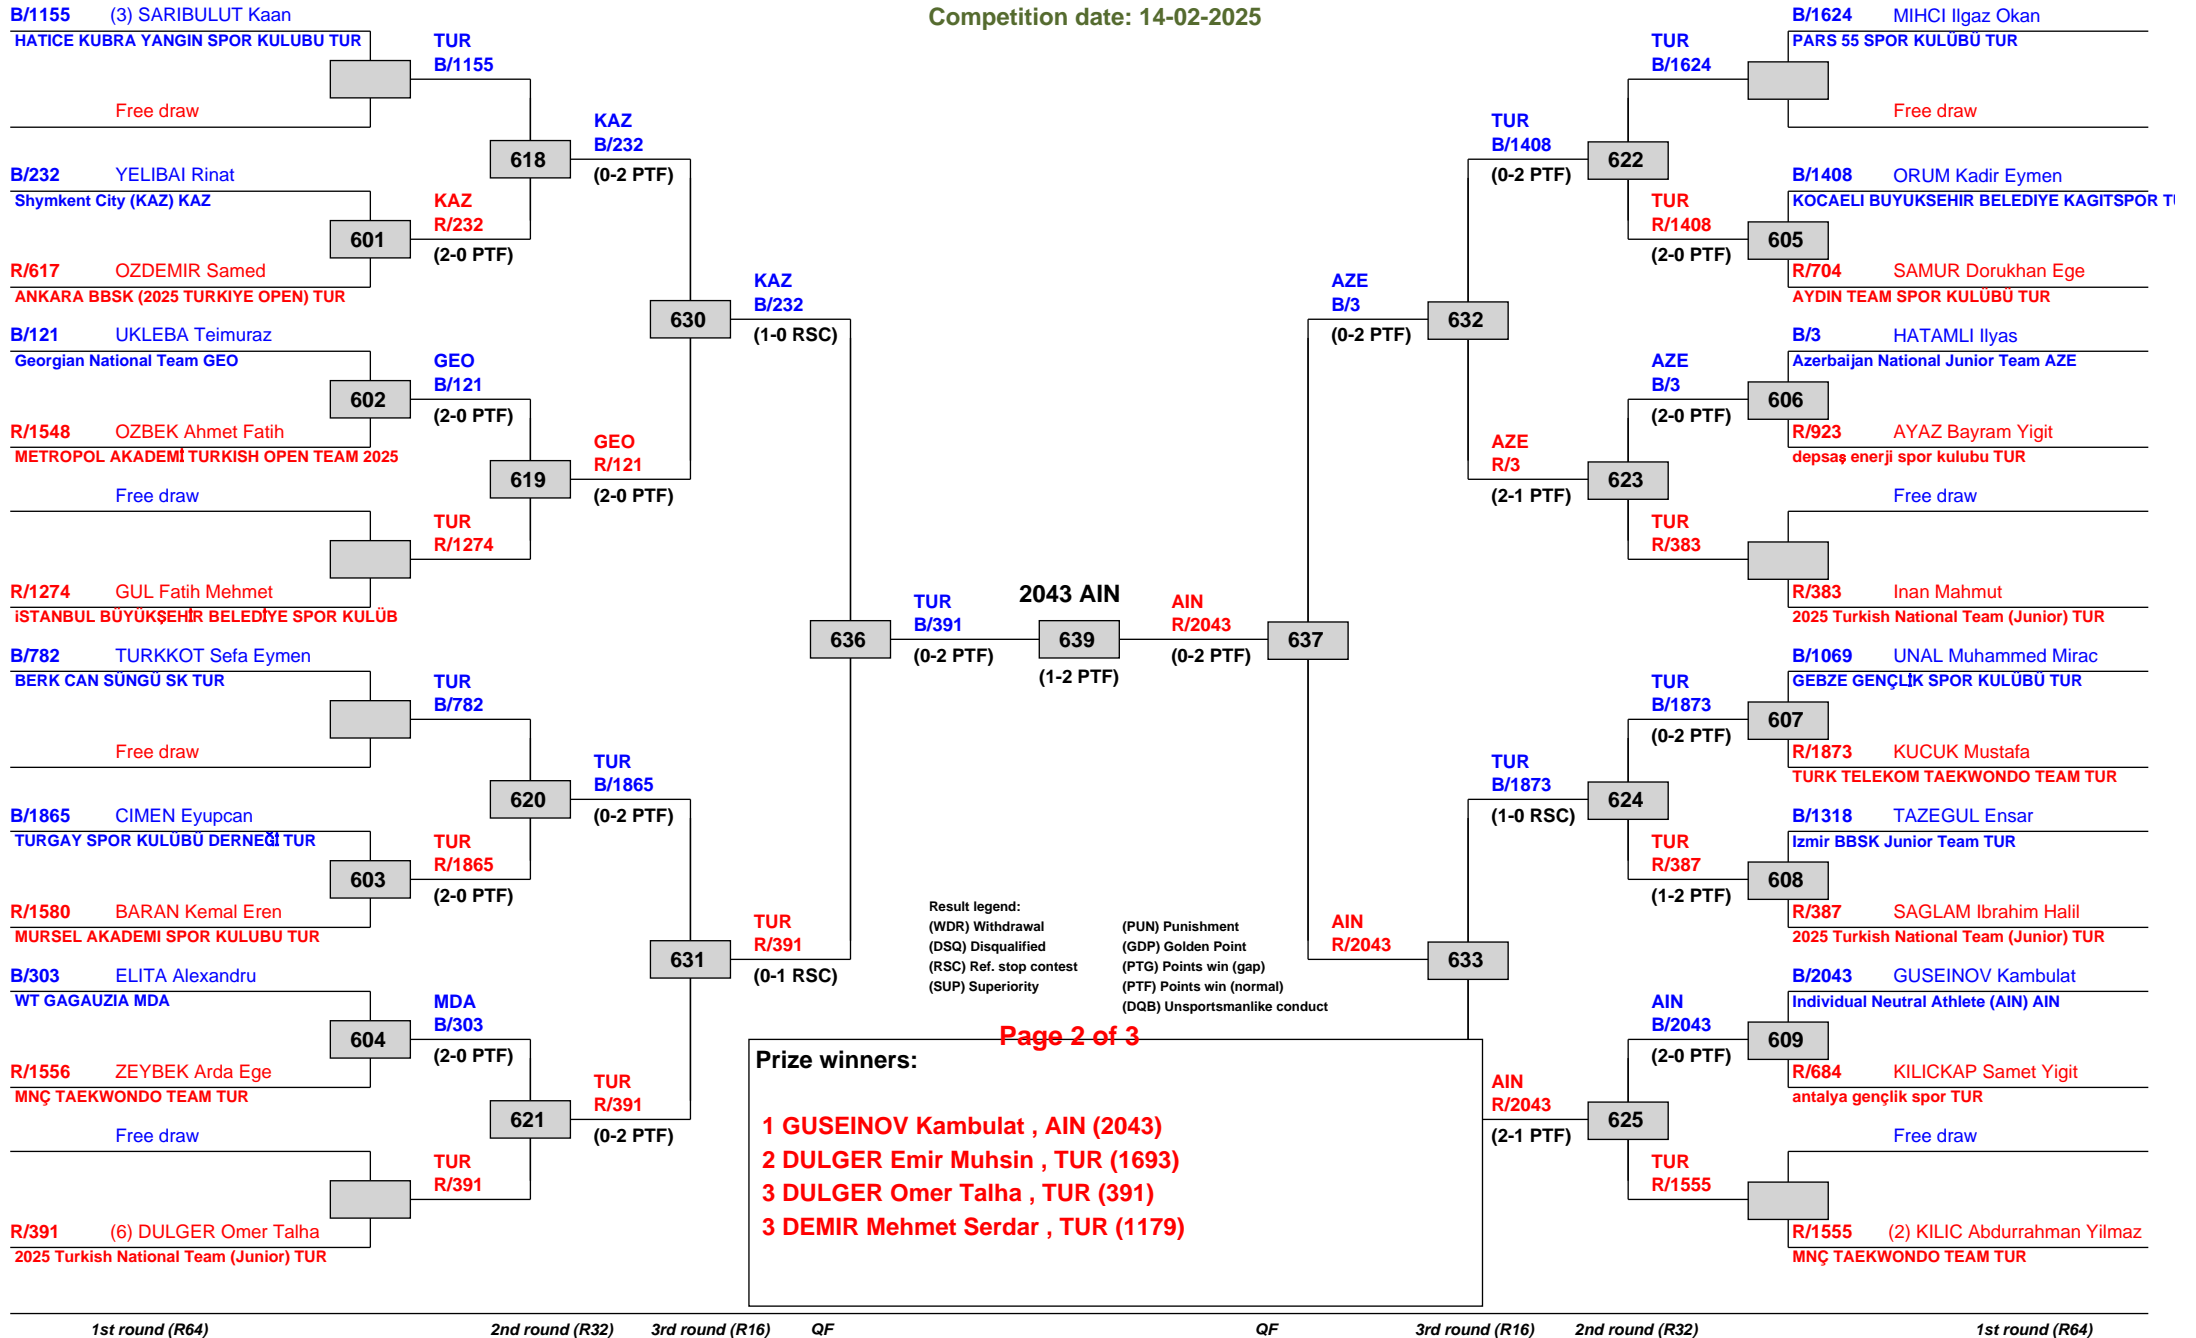 Competition date: 14-02-2025
B/1155 (3) SARIBULUT Kaan
HATICE KUBRA YANGIN SPOR KULUBU TUR
TUR
B/1155
Free draw
KAZ
B/232
618
(0-2 PTF)
B/232 YELIBAI Rinat
Shymkent City (KAZ) KAZ
KAZ
R/232
601
(2-0 PTF)
R/617 OZDEMIR Samed
ANKARA BBSK (2025 TURKIYE OPEN) TUR
KAZ
B/232
630
(1-0 RSC)
B/121 UKLEBA Teimuraz
Georgian National Team GEO
GEO
B/121
602
(2-0 PTF)
R/1548 OZBEK Ahmet Fatih
METROPOL AKADEMİ TURKISH OPEN TEAM 2025
GEO
R/121
619
(2-0 PTF)
Free draw
TUR
R/1274
R/1274 GUL Fatih Mehmet
iSTANBUL BÜYÜKŞEHİR BELEDİYE SPOR KULÜB
TUR
B/391
636
(0-2 PTF)
2043 AIN
639
(1-2 PTF)
B/782 TURKKOT Sefa Eymen
BERK CAN SÜNGÜ SK TUR
TUR
B/782
Free draw
TUR
B/1865
620
(0-2 PTF)
B/1865 CIMEN Eyupcan
TURGAY SPOR KULÜBÜ DERNEĞİ TUR
TUR
R/1865
603
(2-0 PTF)
R/1580 BARAN Kemal Eren
MURSEL AKADEMI SPOR KULUBU TUR
TUR
R/391
631
(0-1 RSC)
B/303 ELITA Alexandru
WT GAGAUZIA MDA
MDA
B/303
604
(2-0 PTF)
R/1556 ZEYBEK Arda Ege
MNÇ TAEKWONDO TEAM TUR
TUR
R/391
621
(0-2 PTF)
Free draw
TUR
R/391
R/391 (6) DULGER Omer Talha
2025 Turkish National Team (Junior) TUR
B/1624 MIHCI Ilgaz Okan
PARS 55 SPOR KULÜBÜ TUR
TUR
B/1624
Free draw
TUR
B/1408
622
(0-2 PTF)
B/1408 ORUM Kadir Eymen
KOCAELI BUYUKSEHIR BELEDIYE KAGITSPOR
TUR
R/1408
605
(2-0 PTF)
R/704 SAMUR Dorukhan Ege
AYDIN TEAM SPOR KULÜBÜ TUR
AZE
B/3
632
(0-2 PTF)
B/3 HATAMLI Ilyas
Azerbaijan National Junior Team AZE
AZE
B/3
606
(2-0 PTF)
R/923 AYAZ Bayram Yigit
depsaş enerji spor kulubu TUR
AZE
R/3
623
(2-1 PTF)
Free draw
TUR
R/383
R/383 Inan Mahmut
2025 Turkish National Team (Junior) TUR
AIN
R/2043
637
(0-2 PTF)
B/1069 UNAL Muhammed Mirac
GEBZE GENÇLİK SPOR KULÜBÜ TUR
TUR
B/1873
607
(0-2 PTF)
R/1873 KUCUK Mustafa
TURK TELEKOM TAEKWONDO TEAM TUR
TUR
B/1873
624
(1-0 RSC)
B/1318 TAZEGUL Ensar
Izmir BBSK Junior Team TUR
TUR
R/387
608
(1-2 PTF)
R/387 SAGLAM Ibrahim Halil
2025 Turkish National Team (Junior) TUR
AIN
R/2043
633
B/2043 GUSEINOV Kambulat
Individual Neutral Athlete (AIN) AIN
AIN
B/2043
609
(2-0 PTF)
R/684 KILICKAP Samet Yigit
antalya gençlik spor TUR
AIN
R/2043
625
(2-1 PTF)
Free draw
TUR
R/1555
R/1555 (2) KILIC Abdurrahman Yilmaz
MNÇ TAEKWONDO TEAM TUR
Result legend:
(WDR) Withdrawal (PUN) Punishment
(DSQ) Disqualified (GDP) Golden Point
(RSC) Ref. stop contest (PTG) Points win (gap)
(SUP) Superiority (PTF) Points win (normal)
(DQB) Unsportsmanlike conduct
Page 2 of 3
Prize winners:
1 GUSEINOV Kambulat , AIN (2043)
2 DULGER Emir Muhsin , TUR (1693)
3 DULGER Omer Talha , TUR (391)
3 DEMIR Mehmet Serdar , TUR (1179)
1st round (R64) 2nd round (R32) 3rd round (R16) QF QF 3rd round (R16) 2nd round (R32) 1st round (R64)